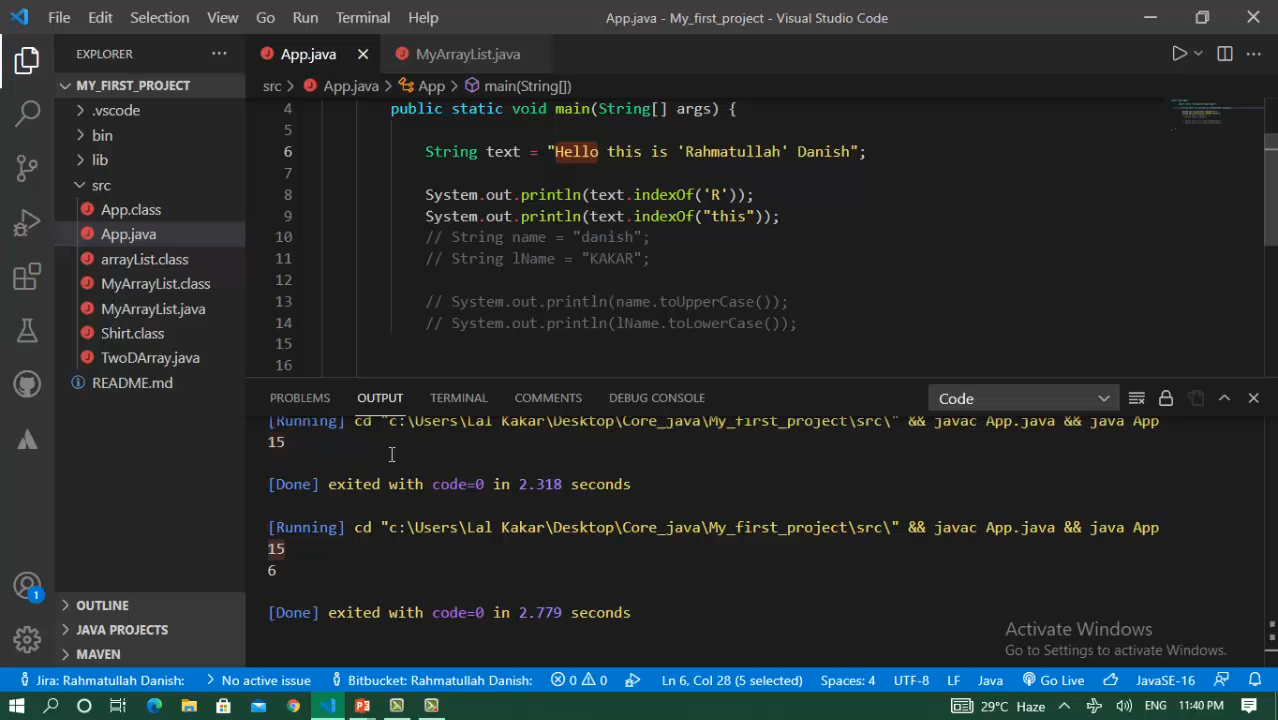 File Edit Selection View Go Run Terminal Help App.java - My_first_project - Visual Studio Code
EXPLORER
MY_FIRST_PROJECT
.vscode
bin
lib
src
App.class
App.java
arrayList.class
MyArrayList.class
MyArrayList.java
Shirt.class
TwoDArray.java
README.md
OUTLINE
JAVA PROJECTS
MAVEN
1
App.java MyArrayList.java
src > App.java > App > main(String[])
4 public static void main(String[] args) {
5
6 String text = "Hello this is 'Rahmatullah' Danish";
7
8 System.out.println(text.indexOf('R'));
9 System.out.println(text.indexOf("this"));
10 // String name = "danish";
11 // String lName = "KAKAR";
12
13 // System.out.println(name.toUpperCase());
14 // System.out.println(lName.toLowerCase());
15
16
PROBLEMS OUTPUT TERMINAL COMMENTS DEBUG CONSOLE Code
[Running] cd "c:\Users\Lal Kakar\Desktop\Core_java\My_first_project\src\" && javac App.java && java App
15
[Done] exited with code=0 in 2.318 seconds
[Running] cd "c:\Users\Lal Kakar\Desktop\Core_java\My_first_project\src\" && javac App.java && java App
15
6
[Done] exited with code=0 in 2.779 seconds
Activate Windows
Go to Settings to activate Windows.
Jira: Rahmatullah Danish: No active issue Bitbucket: Rahmatullah Danish: 0 0 Ln 6, Col 28 (5 selected) Spaces: 4 UTF-8 LF Java Go Live JavaSE-16
29°C Haze ENG 11:40 PM